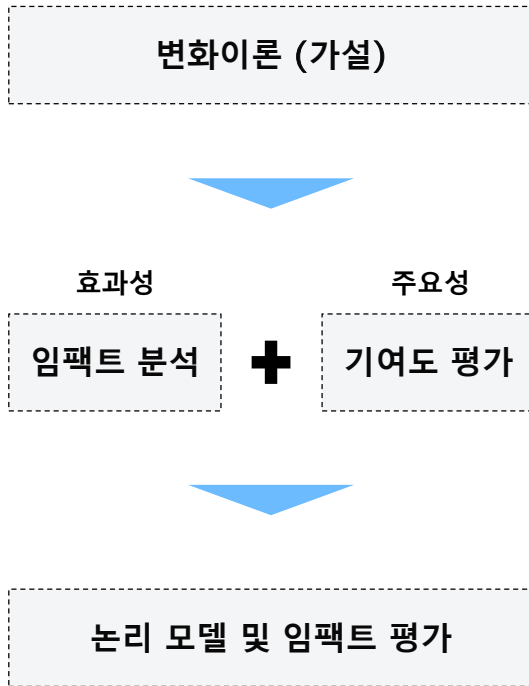 변화이론 (가설)
효과성
주요성
임팩트 분석
기여도 평가
논리 모델 및 임팩트 평가